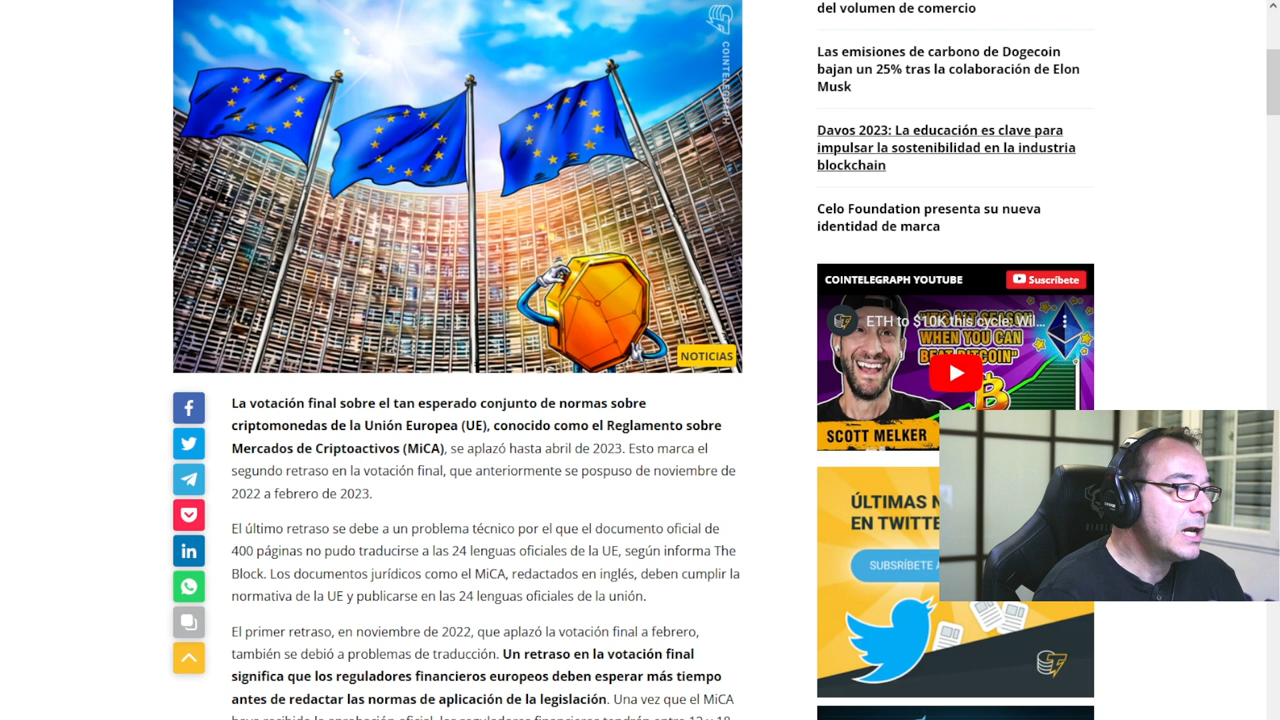 COINTELEGRAPH
NOTICIAS
La votación final sobre el tan esperado conjunto de normas sobre
criptomonedas de la Unión Europea (UE), conocido como el Reglamento sobre
Mercados de Criptoactivos (MiCA), se aplazó hasta abril de 2023. Esto marca el
segundo retraso en la votación final, que anteriormente se pospuso de noviembre de
2022 a febrero de 2023.
El último retraso se debe a un problema técnico por el que el documento oficial de
400 páginas no pudo traducirse a las 24 lenguas oficiales de la UE, según informa The
Block. Los documentos jurídicos como el MiCA, redactados en inglés, deben cumplir la
normativa de la UE y publicarse en las 24 lenguas oficiales de la unión.
El primer retraso, en noviembre de 2022, que aplazó la votación final a febrero,
también se debió a problemas de traducción. Un retraso en la votación final
significa que los reguladores financieros europeos deben esperar más tiempo
antes de redactar las normas de aplicación de la legislación. Una vez que el MiCA
del volumen de comercio
Las emisiones de carbono de Dogecoin
bajan un 25% tras la colaboración de Elon
Musk
Davos 2023: La educación es clave para
impulsar la sostenibilidad en la industria
blockchain
Celo Foundation presenta su nueva
identidad de marca
COINTELEGRAPH YOUTUBE
Suscríbete
ETH to $10K this cycle, Wil...
WHEN YOU CAN
BEAT BITCOIN"
SCOTT MELKER
ÚLTIMAS N
EN TWITTE
SUBSRÍBETE A